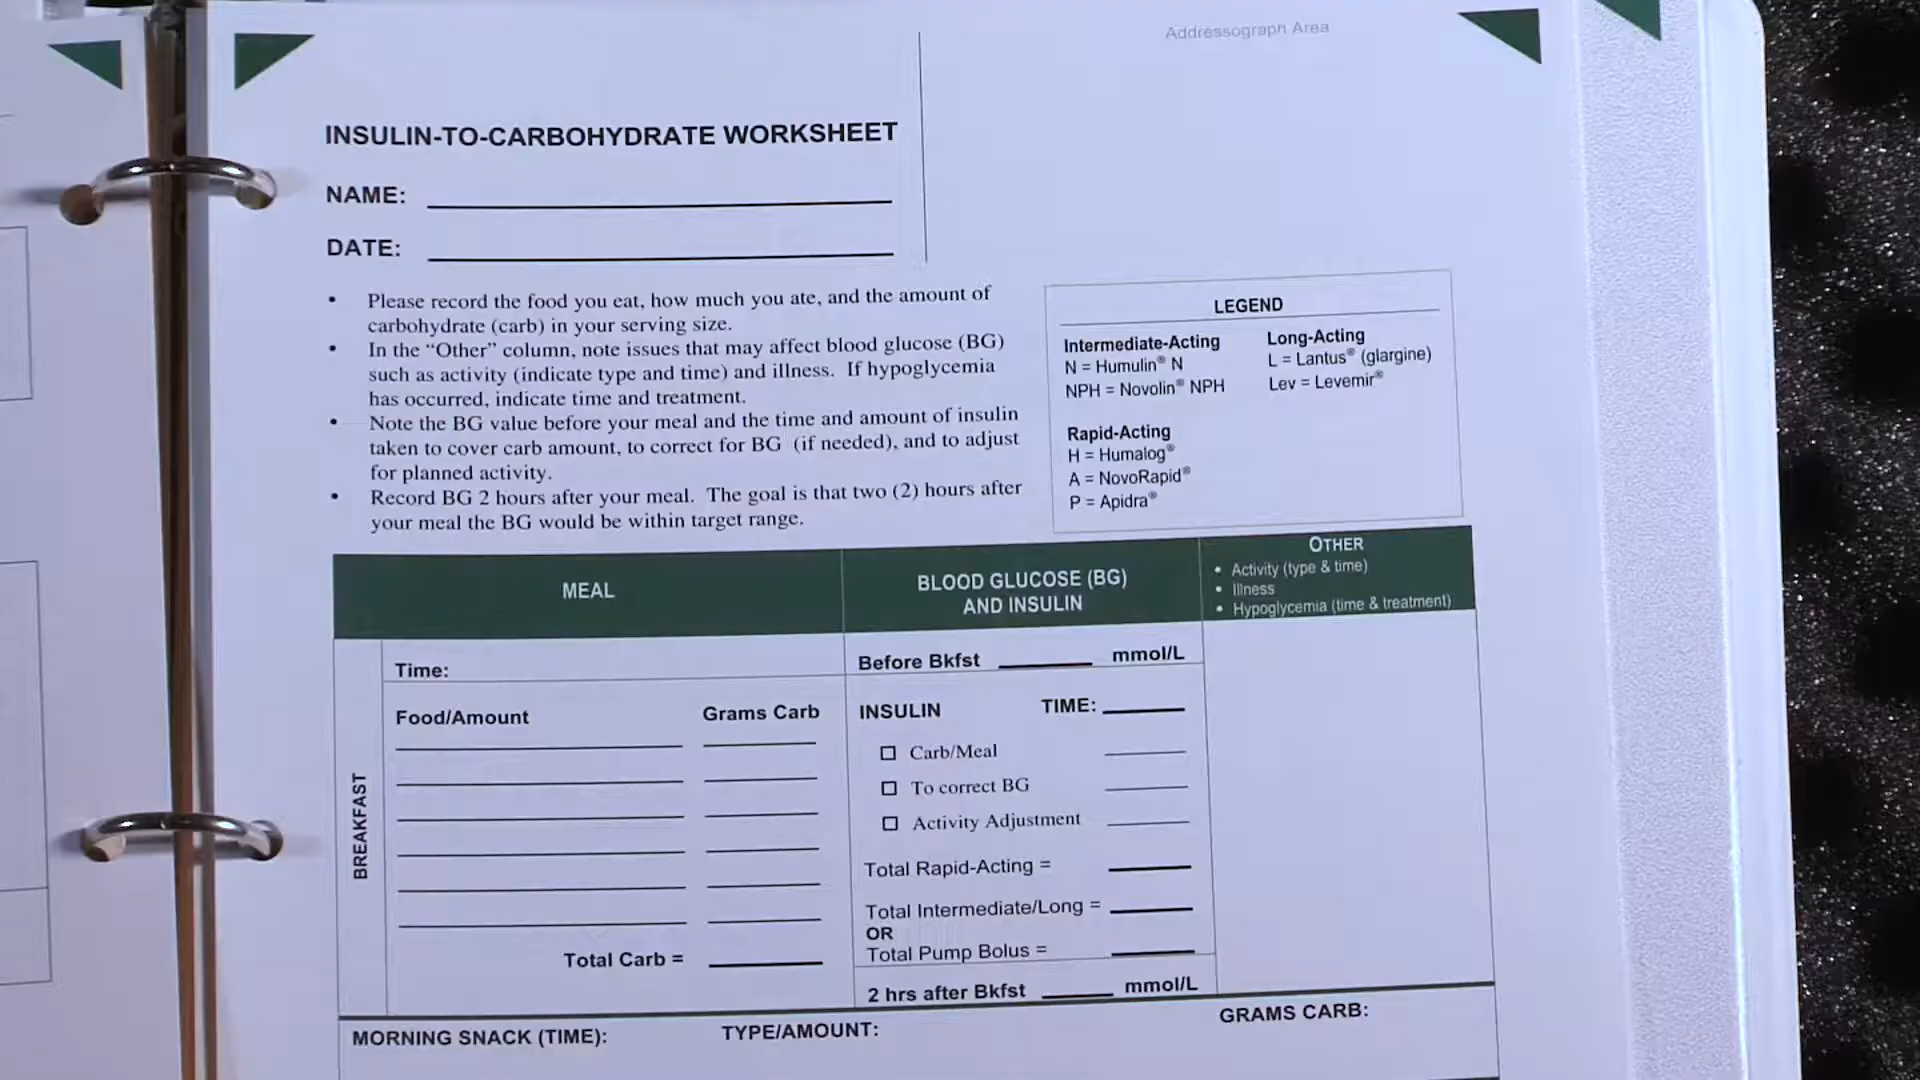 Addressograph Area
INSULIN-TO-CARBOHYDRATE WORKSHEET
NAME:
DATE:
• Please record the food you eat, how much you ate, and the amount of
carbohydrate (carb) in your serving size.
• In the “Other” column, note issues that may affect blood glucose (BG)
such as activity (indicate type and time) and illness. If hypoglycemia
has occurred, indicate time and treatment.
• Note the BG value before your meal and the time and amount of insulin
taken to cover carb amount, to correct for BG (if needed), and to adjust
for planned activity.
• Record BG 2 hours after your meal. The goal is that two (2) hours after
your meal the BG would be within target range.
LEGEND
Intermediate-Acting
N = Humulin® N
NPH = Novolin® NPH
Long-Acting
L = Lantus® (glargine)
Lev = Levemir®
Rapid-Acting
H = Humalog®
A = NovoRapid®
P = Apidra®
MEAL
BLOOD GLUCOSE (BG)
AND INSULIN
OTHER
• Activity (type & time)
• Illness
• Hypoglycemia (time & treatment)
BREAKFAST
Time:
Food/Amount Grams Carb
Total Carb =
Before Bkfst mmol/L
INSULIN TIME:
Carb/Meal
To correct BG
Activity Adjustment
Total Rapid-Acting =
Total Intermediate/Long =
OR
Total Pump Bolus =
2 hrs after Bkfst mmol/L
MORNING SNACK (TIME): TYPE/AMOUNT: GRAMS CARB: